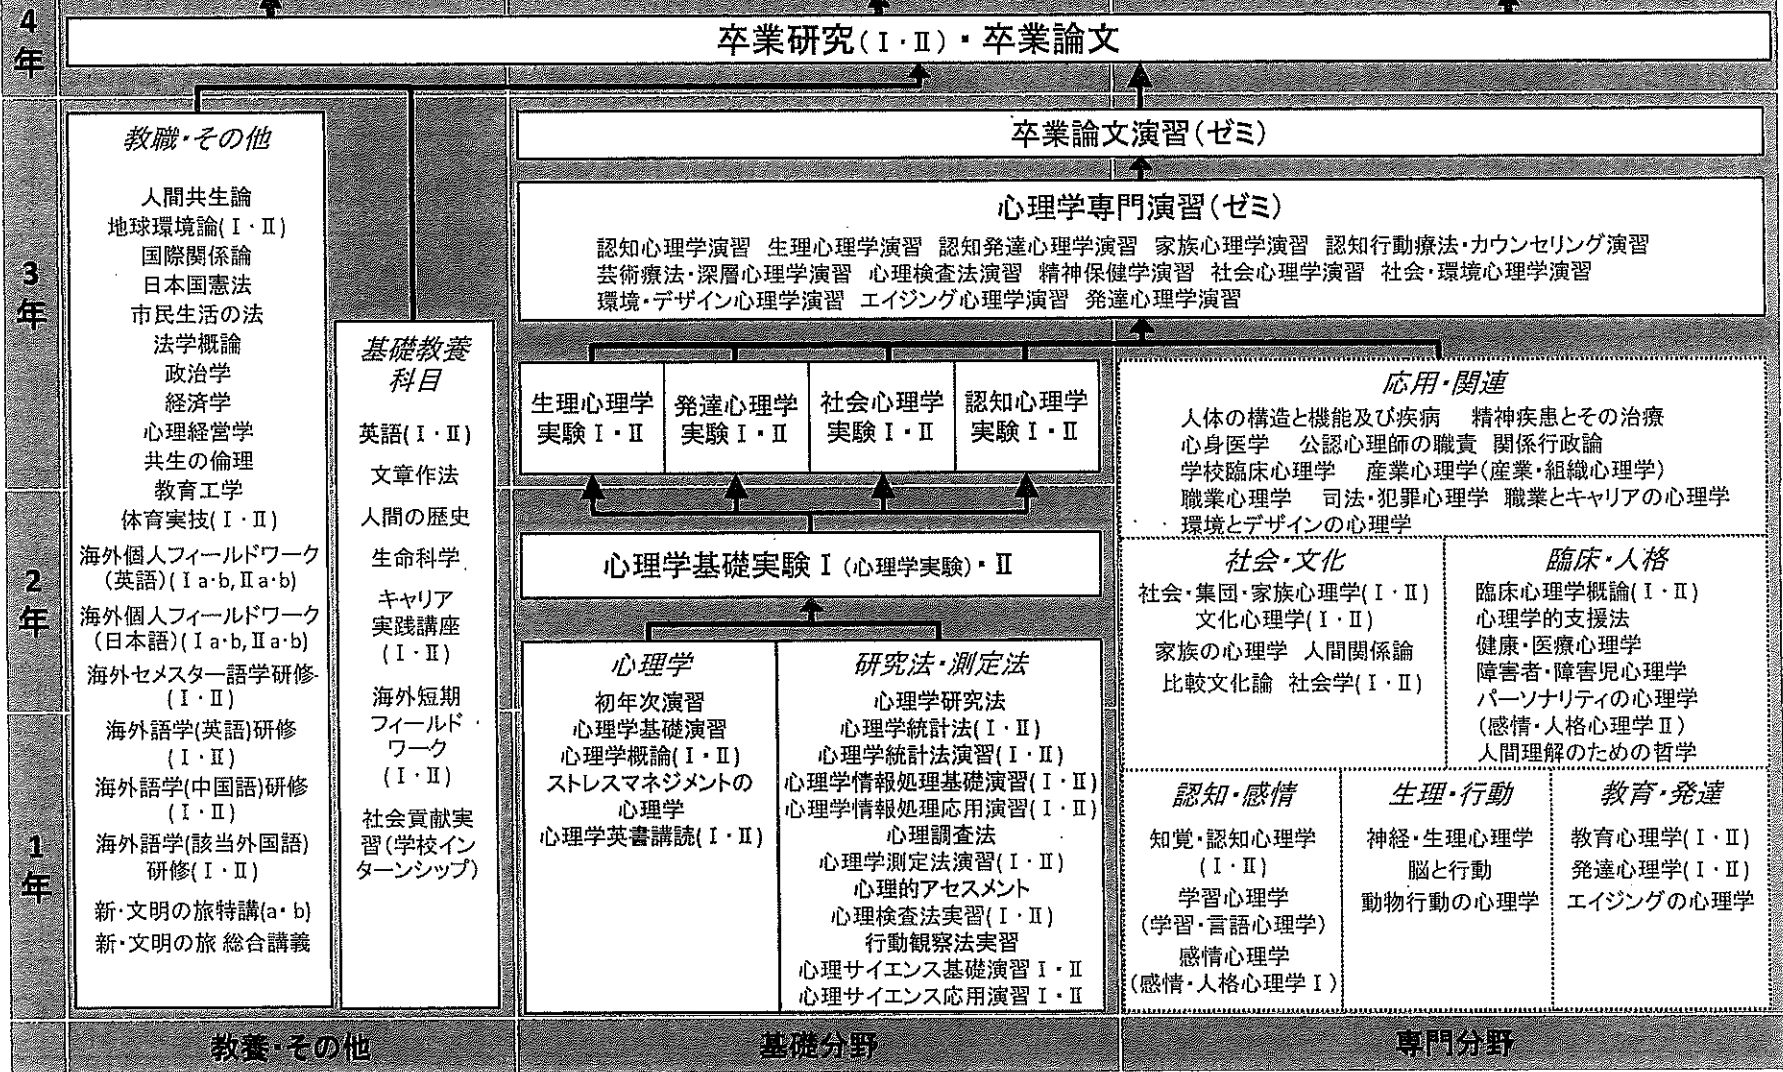 4年
卒業研究(Ⅰ・Ⅱ)・卒業論文
3年
2年
1年
教職・その他
人間共生論
地球環境論(Ⅰ・Ⅱ)
国際関係論
日本国憲法
市民生活の法
法学概論
政治学
経済学
心理経営学
共生の倫理
教育工学
体育実技(Ⅰ・Ⅱ)
海外個人フィールドワーク
(英語)(Ⅰa・b,Ⅱa・b)
海外個人フィールドワーク
(日本語)(Ⅰa・b,Ⅱa・b)
海外セメスター語学研修
(Ⅰ・Ⅱ)
海外語学(英語)研修
(Ⅰ・Ⅱ)
海外語学(中国語)研修
(Ⅰ・Ⅱ)
海外語学(該当外国語)
研修(Ⅰ・Ⅱ)
新・文明の旅特講(a・b)
新・文明の旅 総合講義
基礎教養
科目
英語(Ⅰ・Ⅱ)
文章作法
人間の歴史
生命科学
キャリア
実践講座
(Ⅰ・Ⅱ)
海外短期
フィールド
ワーク
(Ⅰ・Ⅱ)
社会貢献実
習(学校イン
ターンシップ)
卒業論文演習(ゼミ)
心理学専門演習(ゼミ)
認知心理学演習 生理心理学演習 認知発達心理学演習 家族心理学演習 認知行動療法・カウンセリング演習
芸術療法・深層心理学演習 心理検査法演習 精神保健学演習 社会心理学演習 社会・環境心理学演習
環境・デザイン心理学演習 エイジング心理学演習 発達心理学演習
生理心理学
実験Ⅰ・Ⅱ
発達心理学
実験Ⅰ・Ⅱ
社会心理学
実験Ⅰ・Ⅱ
認知心理学
実験Ⅰ・Ⅱ
心理学基礎実験Ⅰ(心理学実験)・Ⅱ
心理学
初年次演習
心理学基礎演習
心理学概論(Ⅰ・Ⅱ)
ストレスマネジメントの
心理学
心理学英書講読(Ⅰ・Ⅱ)
研究法・測定法
心理学研究法
心理学統計法(Ⅰ・Ⅱ)
心理学統計法演習(Ⅰ・Ⅱ)
心理学情報処理基礎演習(Ⅰ・Ⅱ)
心理学情報処理応用演習(Ⅰ・Ⅱ)
心理調査法
心理学測定法演習(Ⅰ・Ⅱ)
心理的アセスメント
心理検査法実習(Ⅰ・Ⅱ)
行動観察法実習
心理サイエンス基礎演習Ⅰ・Ⅱ
心理サイエンス応用演習Ⅰ・Ⅱ
応用・関連
人体の構造と機能及び疾病 精神疾患とその治療
心身医学 公認心理師の職責 関係行政論
学校臨床心理学 産業心理学(産業・組織心理学)
職業心理学 司法・犯罪心理学 職業とキャリアの心理学
環境とデザインの心理学
社会・文化
社会・集団・家族心理学(Ⅰ・Ⅱ)
文化心理学(Ⅰ・Ⅱ)
家族の心理学 人間関係論
比較文化論 社会学(Ⅰ・Ⅱ)
臨床・人格
臨床心理学概論(Ⅰ・Ⅱ)
心理学的支援法
健康・医療心理学
障害者・障害児心理学
パーソナリティの心理学
(感情・人格心理学Ⅱ)
人間理解のための哲学
認知・感情
知覚・認知心理学
(Ⅰ・Ⅱ)
学習心理学
(学習・言語心理学)
感情心理学
(感情・人格心理学Ⅰ)
生理・行動
神経・生理心理学
脳と行動
動物行動の心理学
教育・発達
教育心理学(Ⅰ・Ⅱ)
発達心理学(Ⅰ・Ⅱ)
エイジングの心理学
教養・その他
基礎分野
専門分野